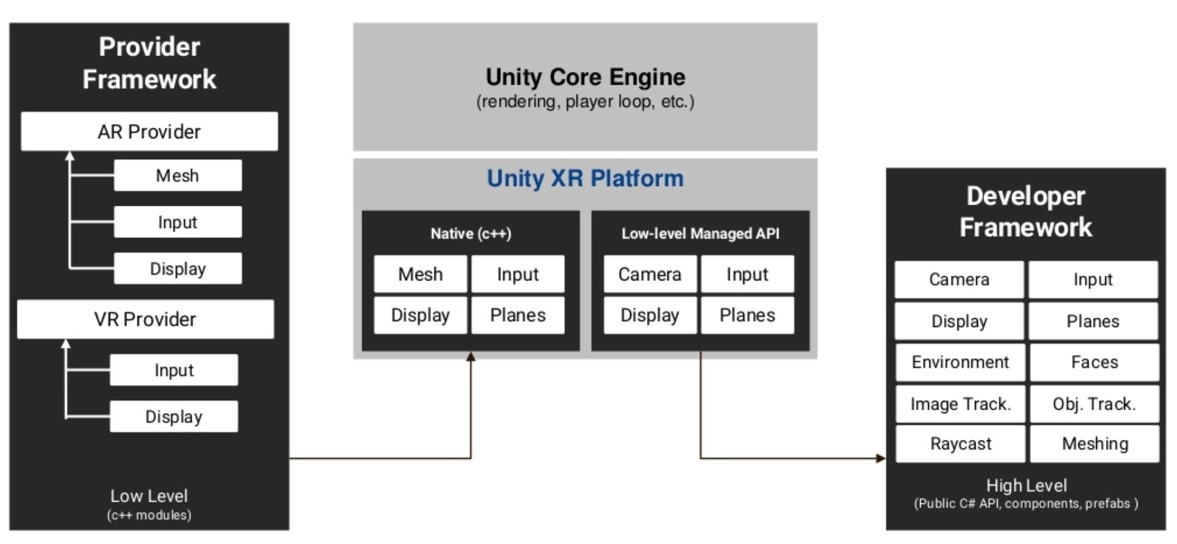 Provider
Framework
AR Provider
Mesh
Input
Display
VR Provider
Input
Display
Low Level
(c++ modules)
Unity Core Engine
(rendering, player loop, etc.)
Unity XR Platform
Native (c++)
Mesh Input
Display Planes
Low-level Managed API
Camera Input
Display Planes
Developer
Framework
Camera Input
Display Planes
Environment Faces
Image Track. Obj. Track.
Raycast Meshing
High Level
(Public C# API, components, prefabs )